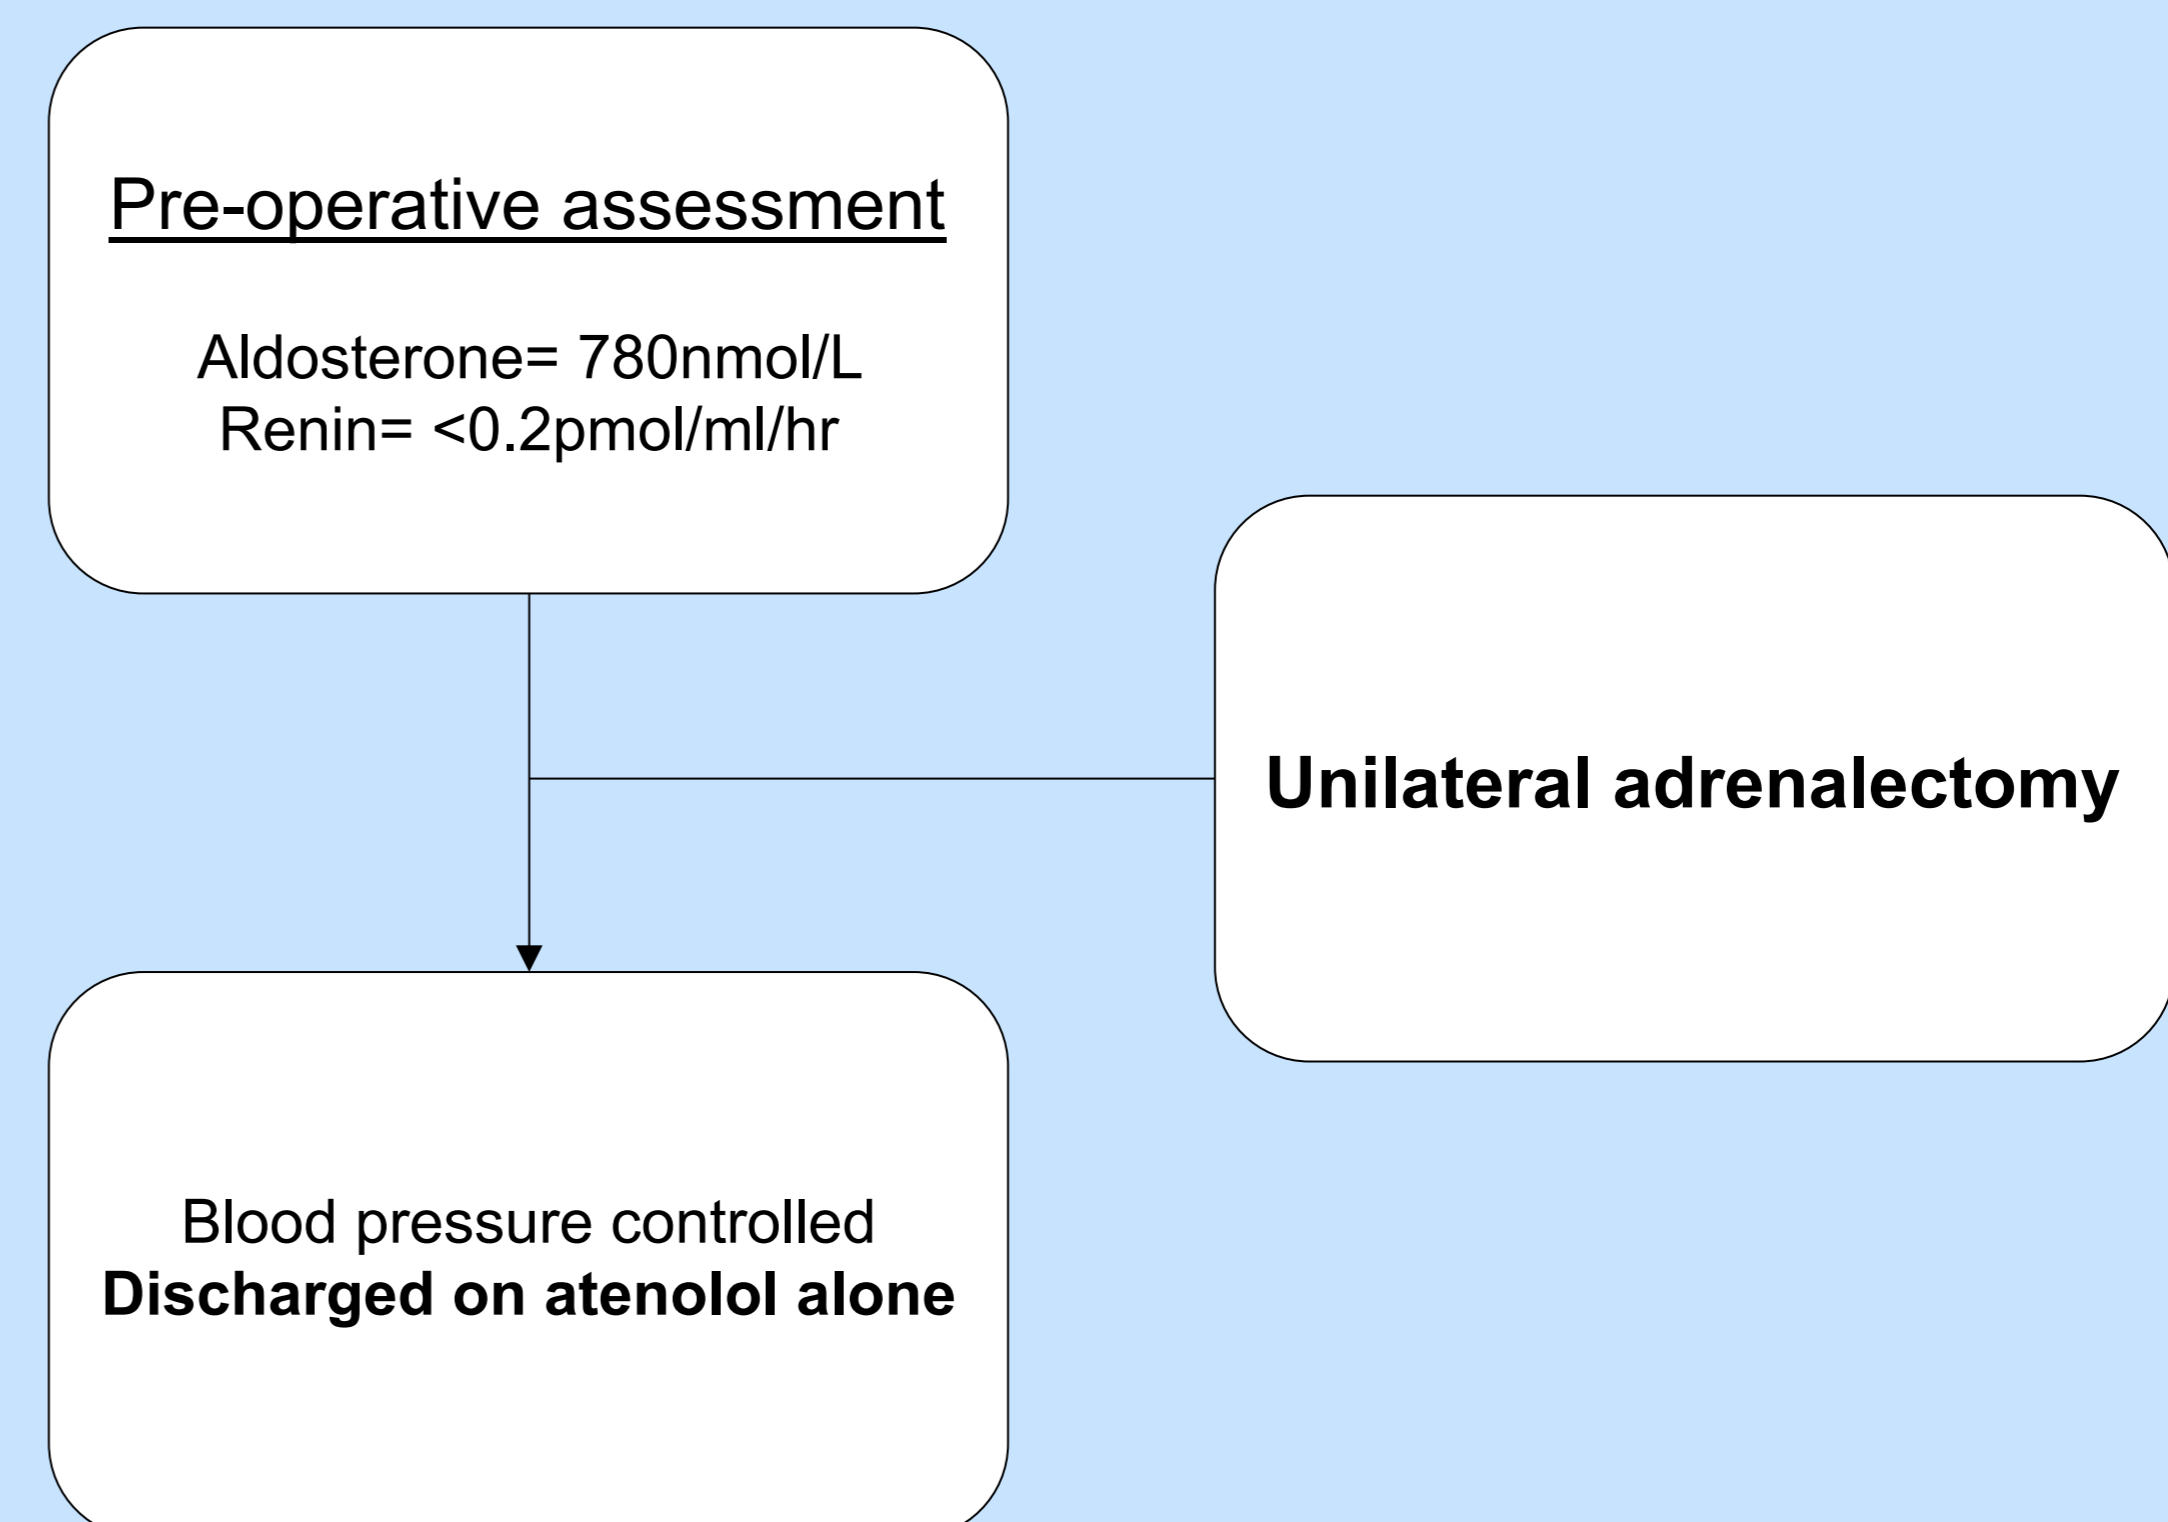 Pre-operative assessment
Aldosterone= 780nmol/L
Renin= <0.2pmol/ml/hr
Unilateral adrenalectomy
Blood pressure controlled
Discharged on atenolol alone